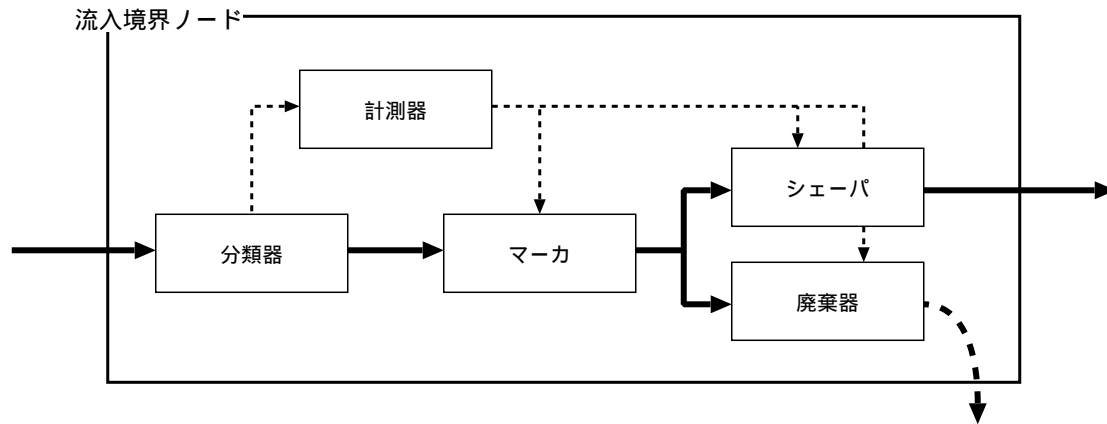 流入境界ノード
計測器
シェーパ
分類器
マーカ
廃棄器